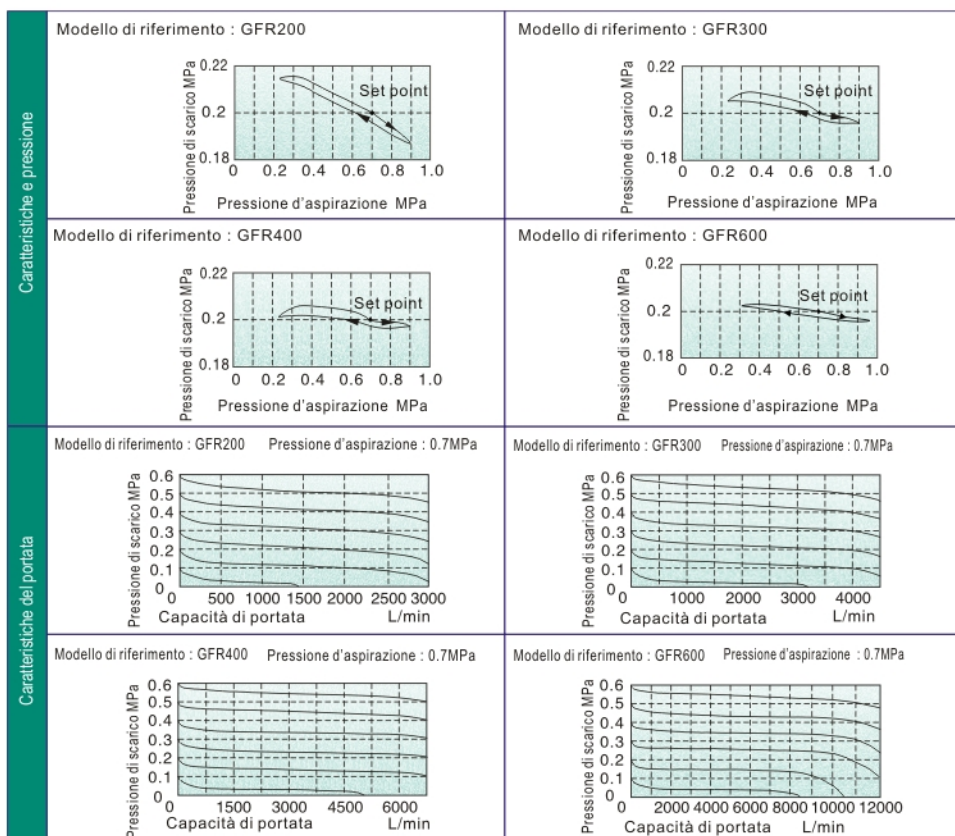 Caratteristiche e pressione
Modello di riferimento : GFR200
Pressione di scarico MPa
0.22
0.2
0.18
Set point
0 0.2 0.4 0.6 0.8 1.0
Pressione d'aspirazione MPa
Modello di riferimento : GFR300
Pressione di scarico MPa
0.22
0.2
0.18
Set point
0 0.2 0.4 0.6 0.8 1.0
Pressione d'aspirazione MPa
Modello di riferimento : GFR400
Pressione di scarico MPa
0.22
0.2
0.18
Set point
0 0.2 0.4 0.6 0.8 1.0
Pressione d'aspirazione MPa
Modello di riferimento : GFR600
Pressione di scarico MPa
0.22
0.2
0.18
Set point
0 0.2 0.4 0.6 0.8 1.0
Pressione d'aspirazione MPa
Caratteristiche del portata
Modello di riferimento : GFR200 Pressione d'aspirazione : 0.7MPa
Pressione di scarico MPa
0.6
0.5
0.4
0.3
0.2
0.1
0
500 1000 1500 2000 2500 3000
Capacità di portata L/min
Modello di riferimento : GFR300 Pressione d'aspirazione : 0.7MPa
Pressione di scarico MPa
0.6
0.5
0.4
0.3
0.2
0.1
0
1000 2000 3000 4000
Capacità di portata L/min
Modello di riferimento : GFR400 Pressione d'aspirazione : 0.7MPa
Pressione di scarico MPa
0.6
0.5
0.4
0.3
0.2
0.1
0
0 1500 3000 4500 6000
Capacità di portata L/min
Modello di riferimento : GFR600 Pressione d'aspirazione : 0.7MPa
Pressione di scarico MPa
0.6
0.5
0.4
0.3
0.2
0.1
0
0 2000 4000 6000 8000 10000 12000
Capacità di portata L/min